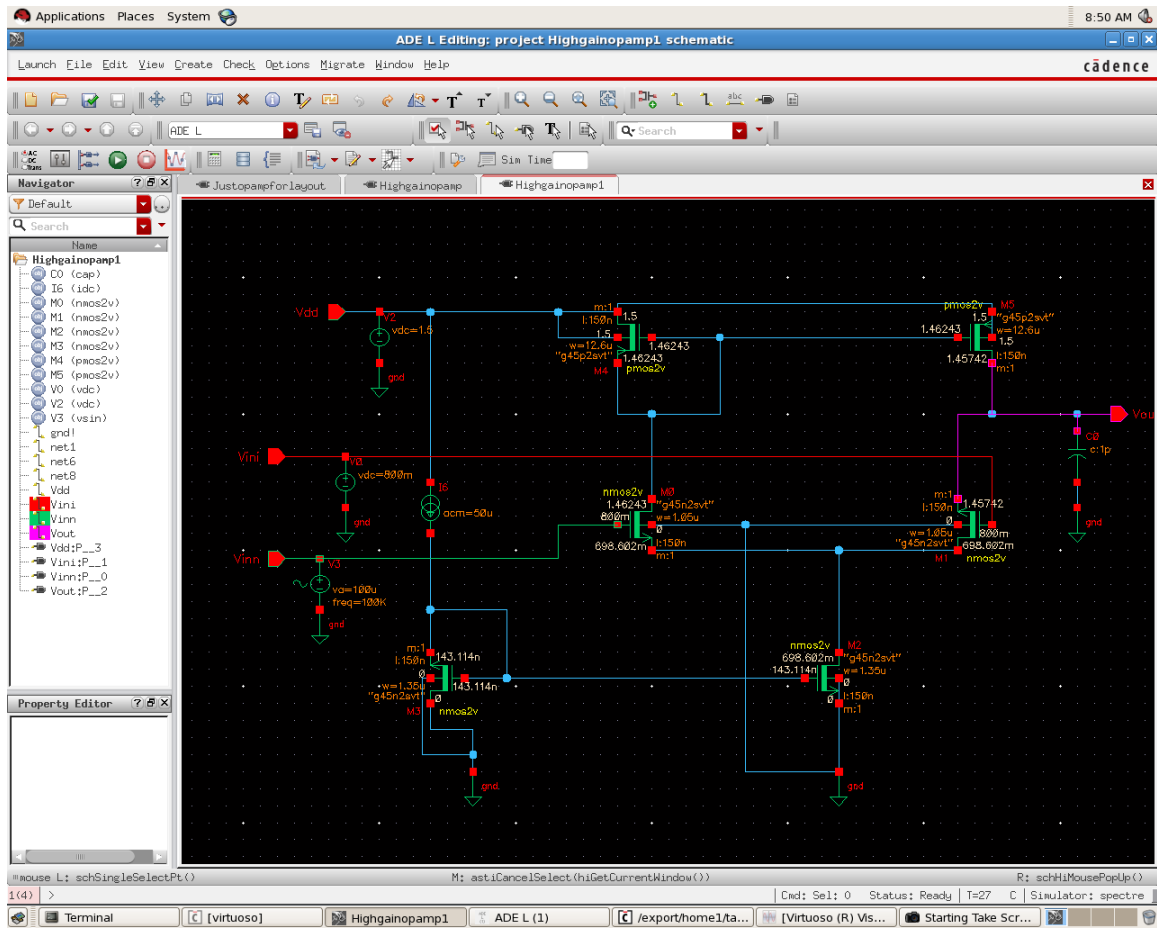 Applications Places System 8:50 AM
ADE L Editing: project Highgainopamp1 schematic
Launch File Edit View Create Check Options Migrate Window Help cādence
ADE L Search
Sim Time
Navigator Justopampforlayout Highgainopamp Highgainopamp1
Default
Search
Name
Highgainopamp1
C0 (cap)
I6 (idc)
M0 (nmos2v)
M1 (nmos2v)
M2 (nmos2v)
M3 (nmos2v)
M4 (pmos2v)
M5 (pmos2v)
V0 (vdc)
V2 (vdc)
V3 (vsin)
gnd!
net1
net6
net8
Vdd
Vini
Vinn
Vout
Vdd:P__3
Vini:P__1
Vinn:P__0
Vout:P__2
Property Editor
Vdd
V2
vdc=1.5
gnd
m:1
l:150n
1.5
1.5
w=12.6u
"g45p2svt"
1.46243
1.46243
pmos2v
M4
pmos2v
M5
1.5
"g45p2svt"
w=12.6u
1.5
1.46243
1.45742
l:150n
m:1
Vou
C0
c:1p
gnd
Vini
V0
vdc=800m
gnd
I6
acm=50u
nmos2v
M0
1.46243
"g45n2svt"
800m
w=1.05u
0
l:150n
698.602m
m:1
m:1
1.45742
l:150n
0
w=1.05u
800m
"g45n2svt"
698.602m
M1
nmos2v
Vinn
V3
va=100u
freq=100K
gnd
m:1
l:150n
143.114n
0
w=1.35u
143.114n
"g45n2svt"
0
M3
nmos2v
gnd
nmos2v
M2
698.602m
"g45n2svt"
143.114n
w=1.35u
0
0
l:150n
m:1
gnd
mouse L: schSingleSelectPt() M: astiCancelSelect(hiGetCurrentWindow()) R: schHiMousePopUp()
1(4) > Cmd: Sel: 0 Status: Ready T=27 C Simulator: spectre
Terminal [virtuoso] Highgainopamp1 ADE L (1) /export/home1/ta... [Virtuoso (R) Vis... Starting Take Scr...